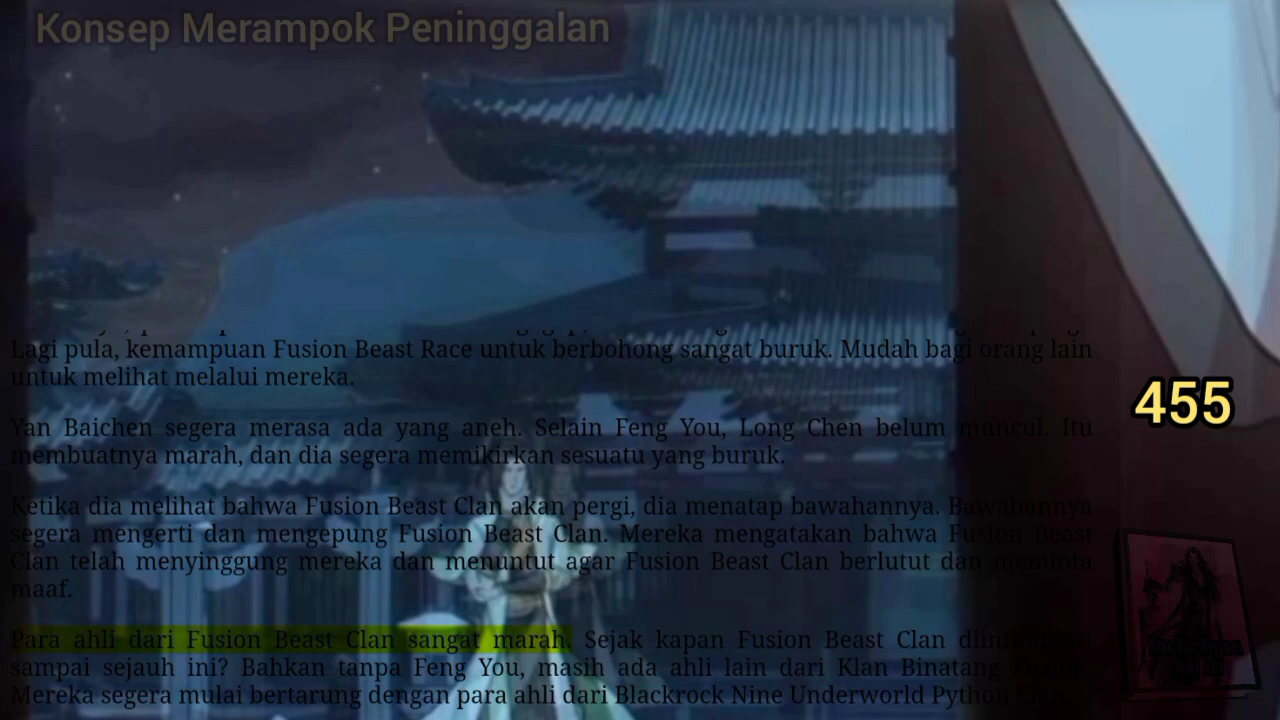 Konsep Merampok Peninggalan
Lagi pula, kemampuan Fusion Beast Race untuk berbohong sangat buruk. Mudah bagi orang lain
untuk melihat melalui mereka.
Yan Baichen segera merasa ada yang aneh. Selain Feng You, Long Chen belum muncul. Itu
membuatnya marah, dan dia segera memikirkan sesuatu yang buruk.
455
Ketika dia melihat bahwa Fusion Beast Clan akan pergi, dia menatap bawahannya. Bawahannya
segera mengerti dan mengepung Fusion Beast Clan. Mereka mengatakan bahwa Fusion Beast
Clan telah menyinggung mereka dan menuntut agar Fusion Beast Clan berlutut dan meminta
maaf.
Para ahli dari Fusion Beast Clan sangat marah. Sejak kapan Fusion Beast Clan diintimidasi
sampai sejauh ini? Bahkan tanpa Feng You, masih ada ahli lain dari Klan Binatang Fusion.
Mereka segera mulai bertarung dengan para ahli dari Blackrock Nine Underworld Python